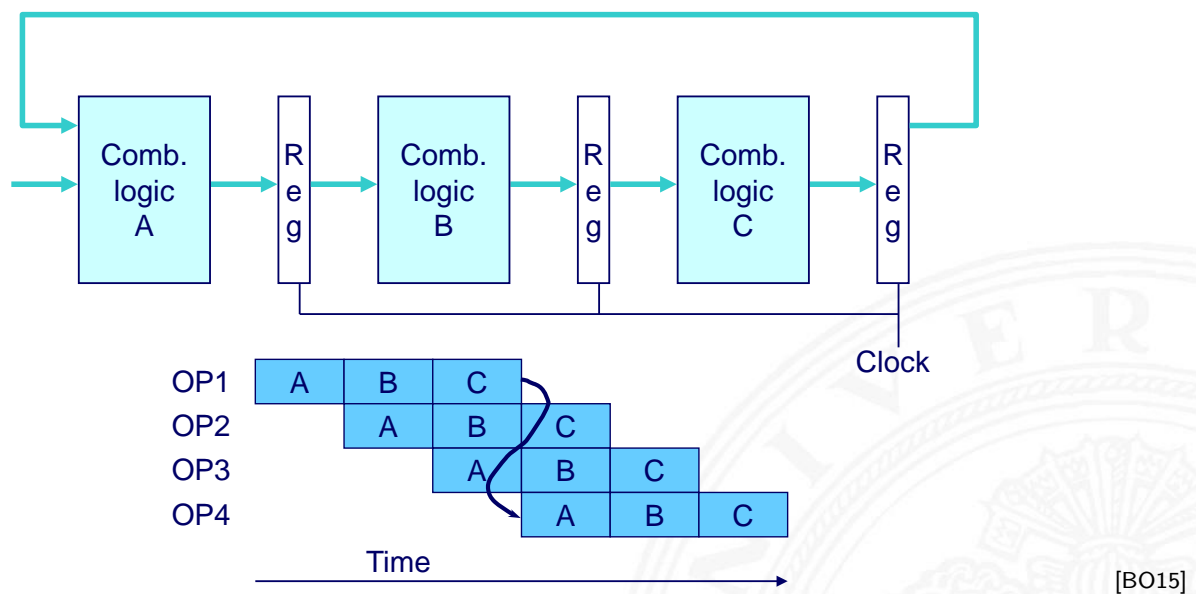 Comb.
logic
A
R
e
g
Comb.
logic
B
R
e
g
Comb.
logic
C
R
e
g
Clock
OP1 A B C
OP2 A B C
OP3 A B C
OP4 A B C
Time
[BO15]
V E R